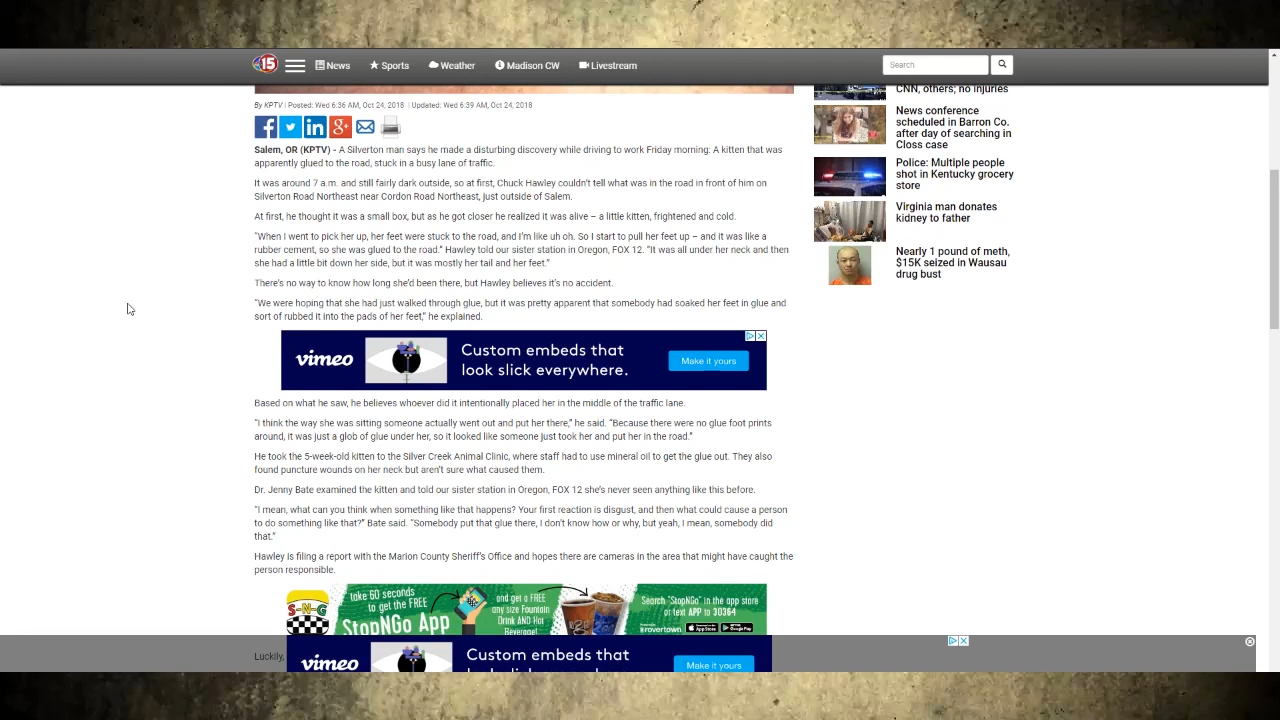 15 News Sports Weather Madison CW Livestream Search
By KPTV | Posted: Wed 6:36 AM, Oct 24, 2018 | Updated: Wed 6:39 AM, Oct 24, 2018
Salem, OR (KPTV) - A Silverton man says he made a disturbing discovery while driving to work Friday morning: A kitten that was
apparently glued to the road, stuck in a busy lane of traffic.
It was around 7 a.m. and still fairly dark outside, so at first, Chuck Hawley couldn't tell what was in the road in front of him on
Silverton Road Northeast near Cordon Road Northeast, just outside of Salem.
At first, he thought it was a small box, but as he got closer he realized it was alive – a little kitten, frightened and cold.
"When I went to pick her up, her feet were stuck to the road, and I'm like uh oh. So I start to pull her feet up – and it was like a
rubber cement, so she was glued to the road." Hawley told our sister station in Oregon, FOX 12. "It was all under her neck and then
she had a little bit down her side, but it was mostly her tail and her feet."
There's no way to know how long she'd been there, but Hawley believes it's no accident.
"We were hoping that she had just walked through glue, but it was pretty apparent that somebody had soaked her feet in glue and
sort of rubbed it into the pads of her feet," he explained.
vimeo
Custom embeds that
look slick everywhere.
Make it yours
Based on what he saw, he believes whoever did it intentionally placed her in the middle of the traffic lane.
"I think the way she was sitting someone actually went out and put her there," he said. "Because there were no glue foot prints
around, it was just a glob of glue under her, so it looked like someone just took her and put her in the road."
He took the 5-week-old kitten to the Silver Creek Animal Clinic, where staff had to use mineral oil to get the glue out. They also
found puncture wounds on her neck but aren't sure what caused them.
Dr. Jenny Bate examined the kitten and told our sister station in Oregon, FOX 12 she's never seen anything like this before.
"I mean, what can you think when something like that happens? Your first reaction is disgust, and then what could cause a person
to do something like that?" Bate said. "Somebody put that glue there, I don't know how or why, but yeah, I mean, somebody did
that."
Hawley is filing a report with the Marion County Sheriff's Office and hopes there are cameras in the area that might have caught the
person responsible.
S-N-G
take 60 seconds
to get the FREE
StopNGo App
and get a FREE
any size Fountain
Drink AND Hot
Beverage!
Search "StopNGo" in the app store
or text APP to 30364
rovertown App Store Google Play
Luckily,
vimeo
Custom embeds that
Make it yours
CNN, others; no injuries
News conference
scheduled in Barron Co.
after day of searching in
Closs case
Police: Multiple people
shot in Kentucky grocery
store
Virginia man donates
kidney to father
Nearly 1 pound of meth,
$15K seized in Wausau
drug bust